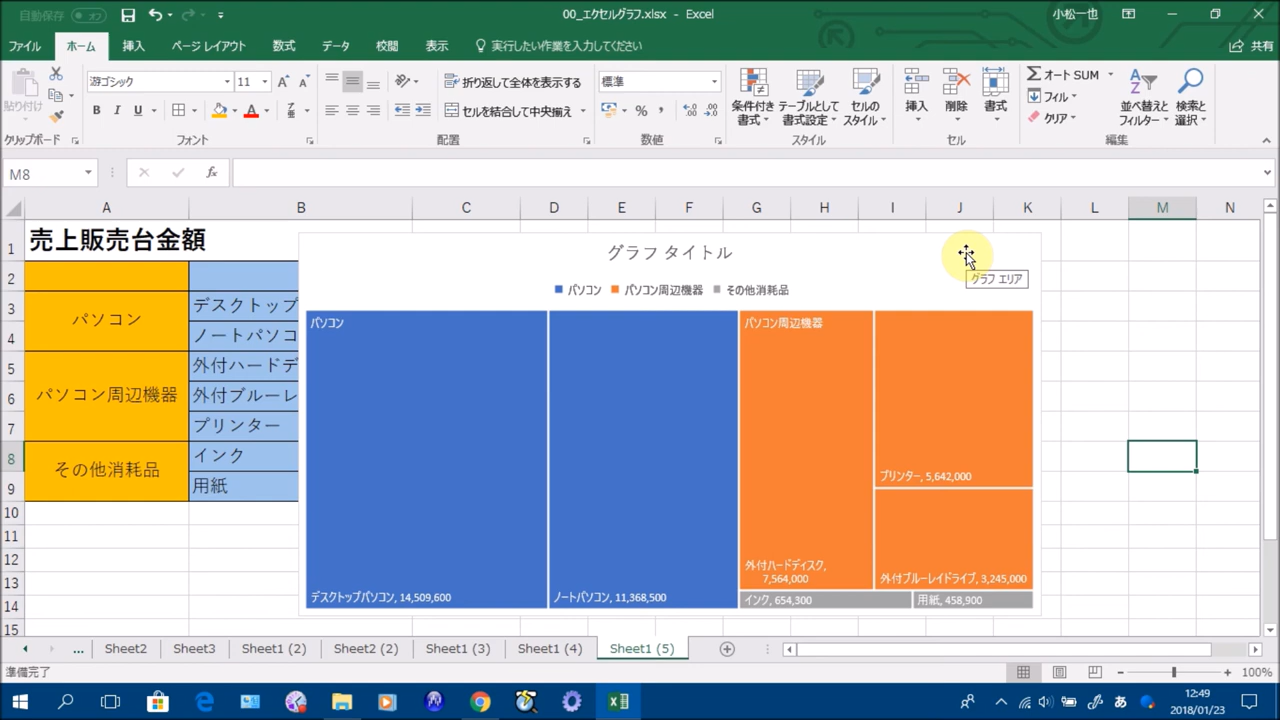 自動保存 オフ
00_エクセルグラフ.xlsx - Excel
小松一也
ファイル ホーム 挿入 ページ レイアウト 数式 データ 校閲 表示 実行したい作業を入力してください 共有
貼り付け
游ゴシック 11
折り返して全体を表示する
標準
条件付き書式 テーブルとして書式設定 セルのスタイル
挿入 削除 書式
オート SUM
フィル
クリア
並べ替えとフィルター 検索と選択
B I U
セルを結合して中央揃え
クリップボード フォント 配置 数値 スタイル セル 編集
M8 fx
A B C D E F G H I J K L M N
1 売上販売台金額
2
3 デスクトップ
パソコン
4 ノートパソコ
5 外付ハードデ
6 パソコン周辺機器 外付ブルーレ
7 プリンター
8 インク
その他消耗品
9 用紙
10
11
12
13
14
15
グラフ タイトル
グラフ エリア
パソコン パソコン周辺機器 その他消耗品
パソコン
パソコン周辺機器
プリンター, 5,642,000
外付ハードディスク,
7,564,000
外付ブルーレイドライブ, 3,245,000
デスクトップパソコン, 14,509,600
ノートパソコン, 11,368,500
インク, 654,300
用紙, 458,900
... Sheet2 Sheet3 Sheet1 (2) Sheet2 (2) Sheet1 (3) Sheet1 (4) Sheet1 (5)
準備完了
100%
あ
12:49
2018/01/23